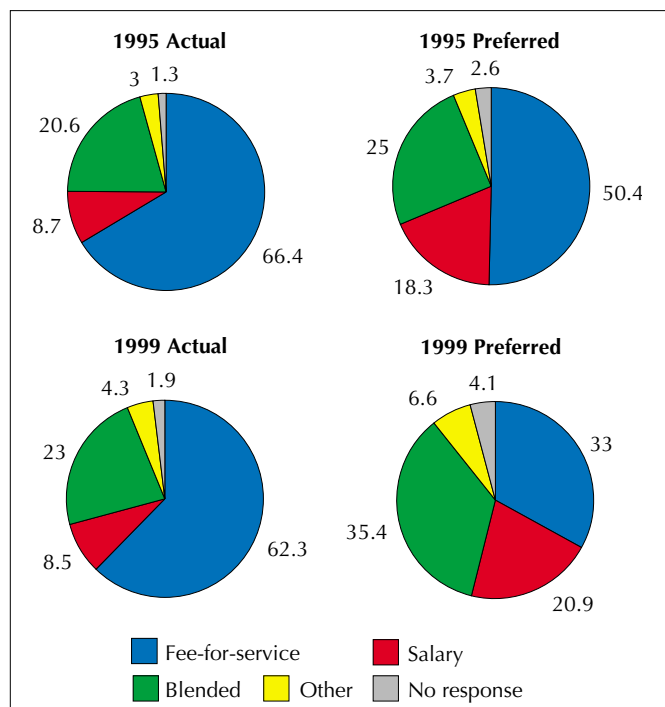 1995 Actual 1995 Preferred
3 1.3 3.7 2.6
20.6 25
8.7 50.4
66.4 18.3
1999 Actual 1999 Preferred
4.3 1.9 6.6 4.1
23 33
8.5 62.3 35.4 20.9
Fee-for-service Salary
Blended Other No response